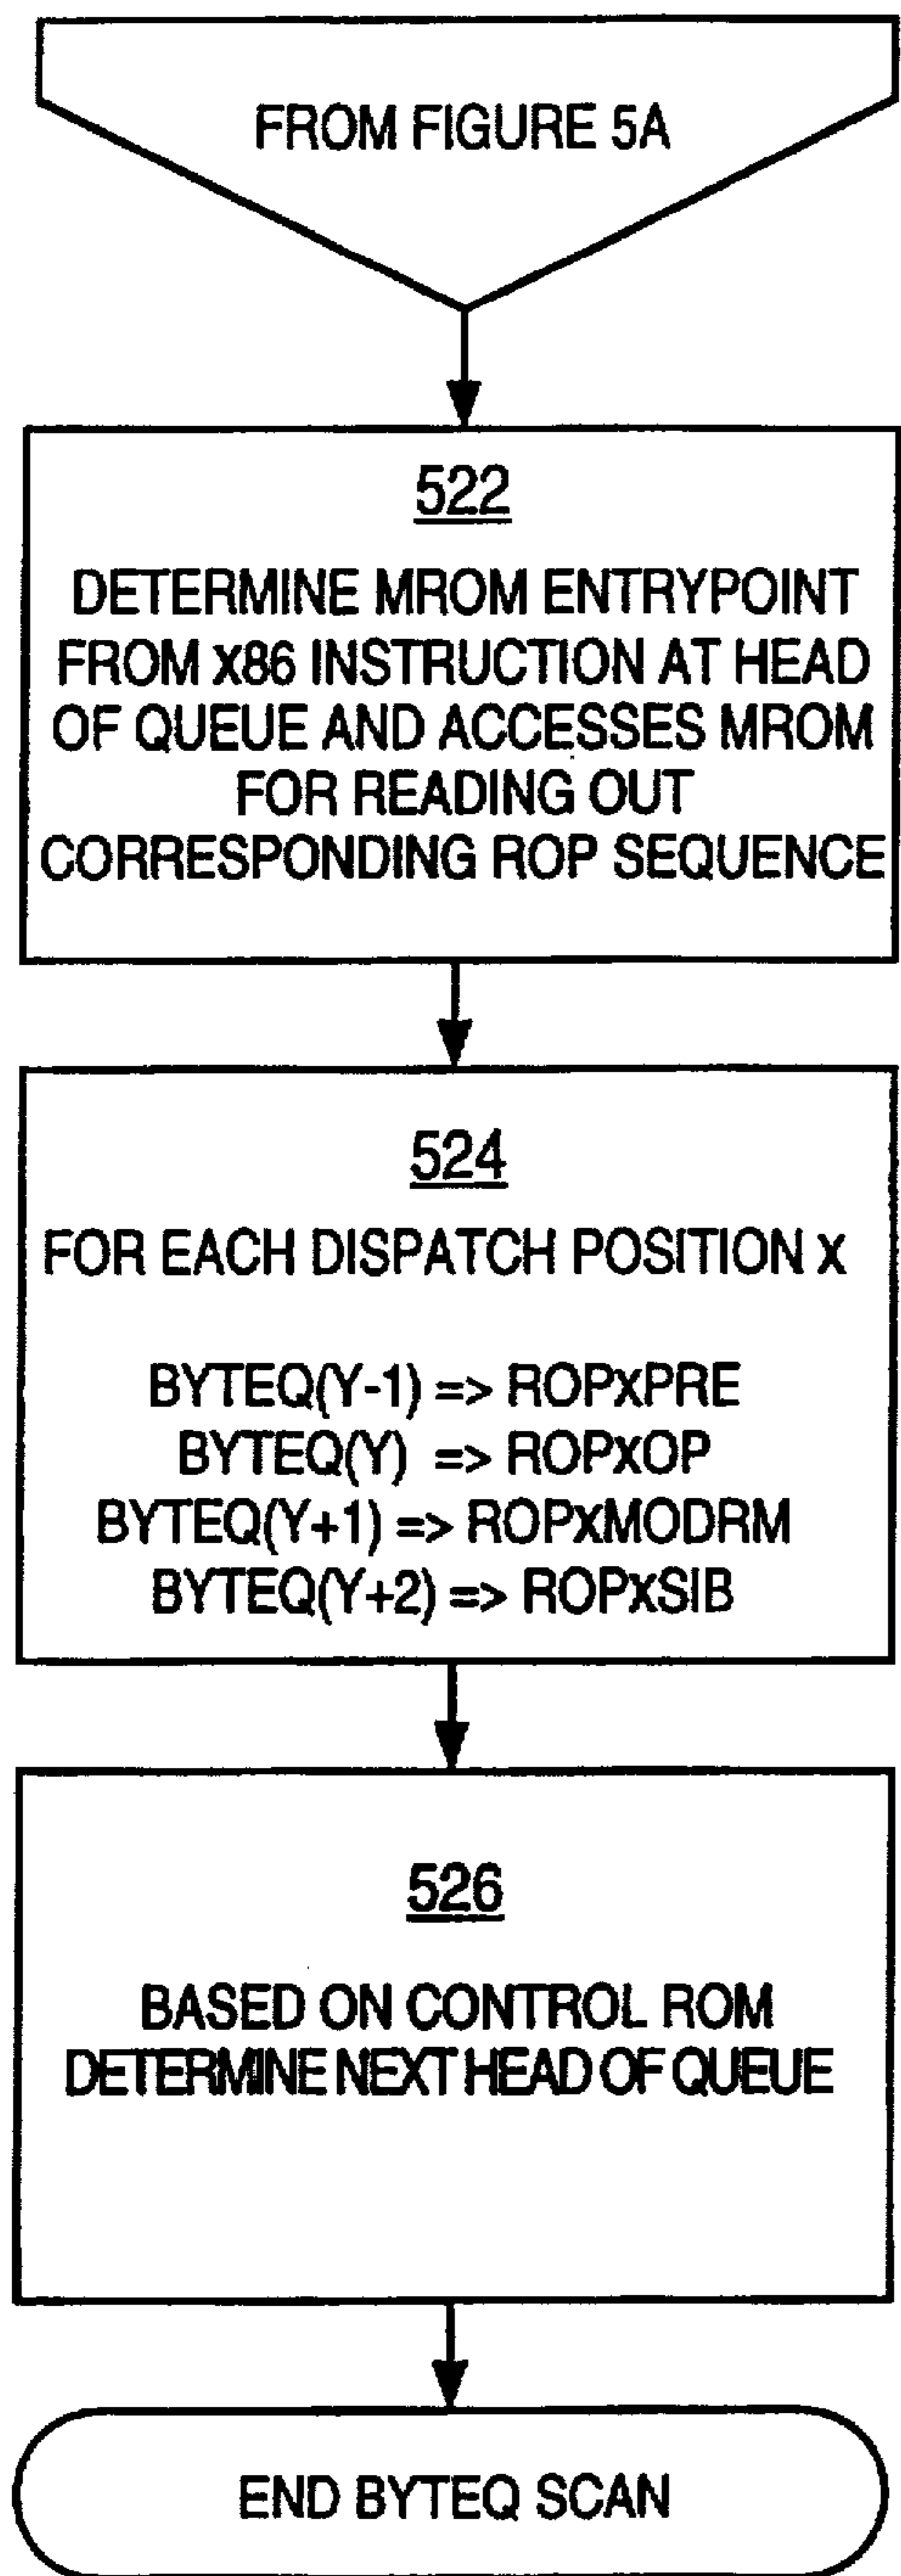 FROM FIGURE 5A
522
DETERMINE MROM ENTRYPOINT
FROM x86 INSTRUCTION AT HEAD
OF QUEUE AND ACCESSES MROM
FOR READING OUT
CORRESPONDING ROP SEQUENCE
524
FOR EACH DISPATCH POSITION x
BYTEQ(Y-1) => ROPxPRE
BYTEQ(Y) => ROPxOP
BYTEQ(Y+1) => ROPxMODRM
BYTEQ(Y+2) => ROPxSIB
526
BASED ON CONTROL ROM
DETERMINE NEXT HEAD OF QUEUE
END BYTEQ SCAN